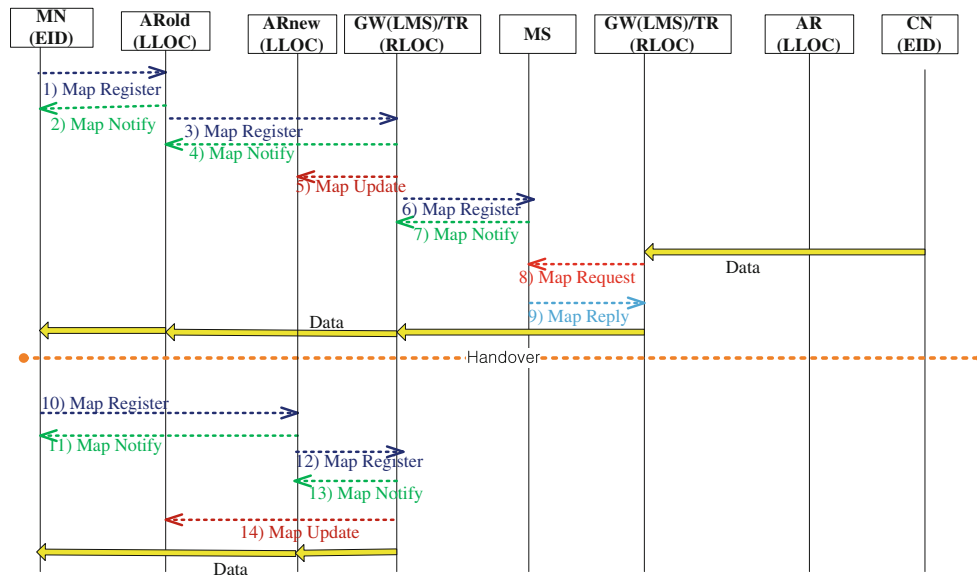 MN
(EID)
ARold
(LLOC)
ARnew
(LLOC)
GW(LMS)/TR
(RLOC)
MS
GW(LMS)/TR
(RLOC)
AR
(LLOC)
CN
(EID)
1) Map Register
2) Map Notify
3) Map Register
4) Map Notify
5) Map Update
6) Map Register
7) Map Notify
Data
8) Map Request
9) Map Reply
Data
Handover
10) Map Register
11) Map Notify
12) Map Register
13) Map Notify
14) Map Update
Data